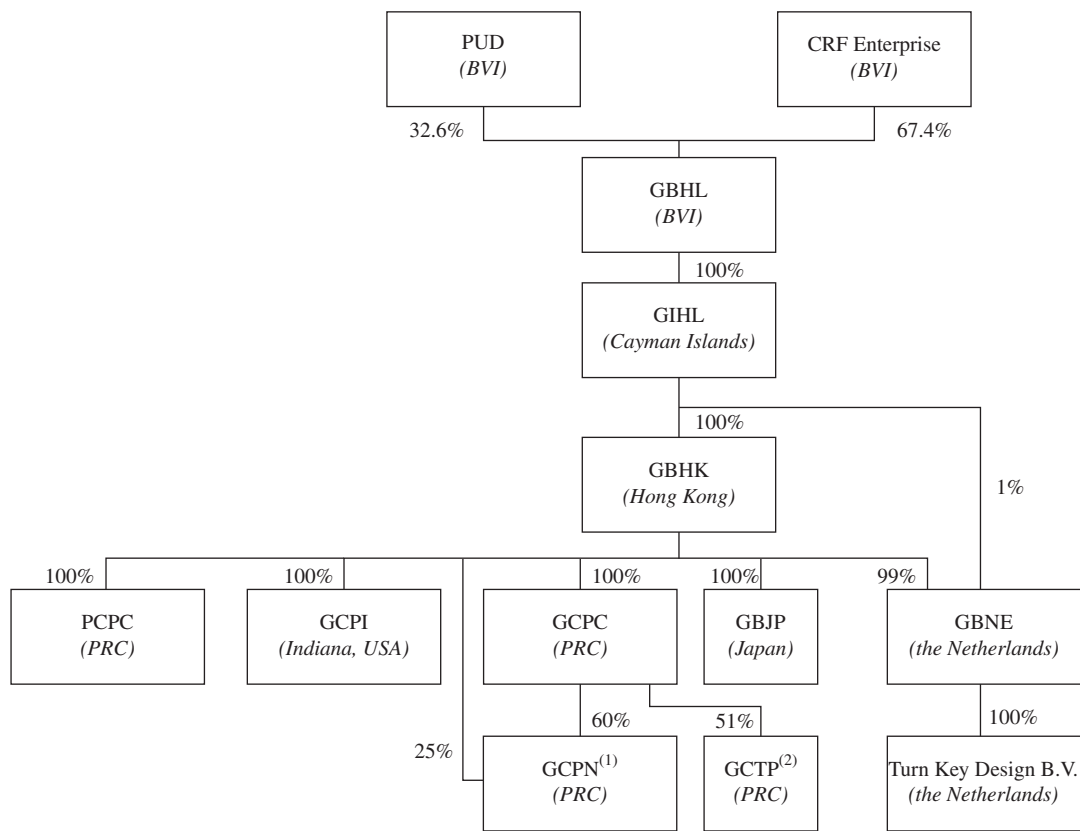 PUD
(BVI)
CRF Enterprise
(BVI)
32.6%
67.4%
GBHL
(BVI)
100%
GIHL
(Cayman Islands)
100%
GBHK
(Hong Kong)
1%
100%
100%
100%
100%
99%
PCPC
(PRC)
GCPI
(Indiana, USA)
GCPC
(PRC)
GBJP
(Japan)
GBNE
(the Netherlands)
25%
60%
51%
100%
GCPN(1)
(PRC)
GCTP(2)
(PRC)
Turn Key Design B.V.
(the Netherlands)